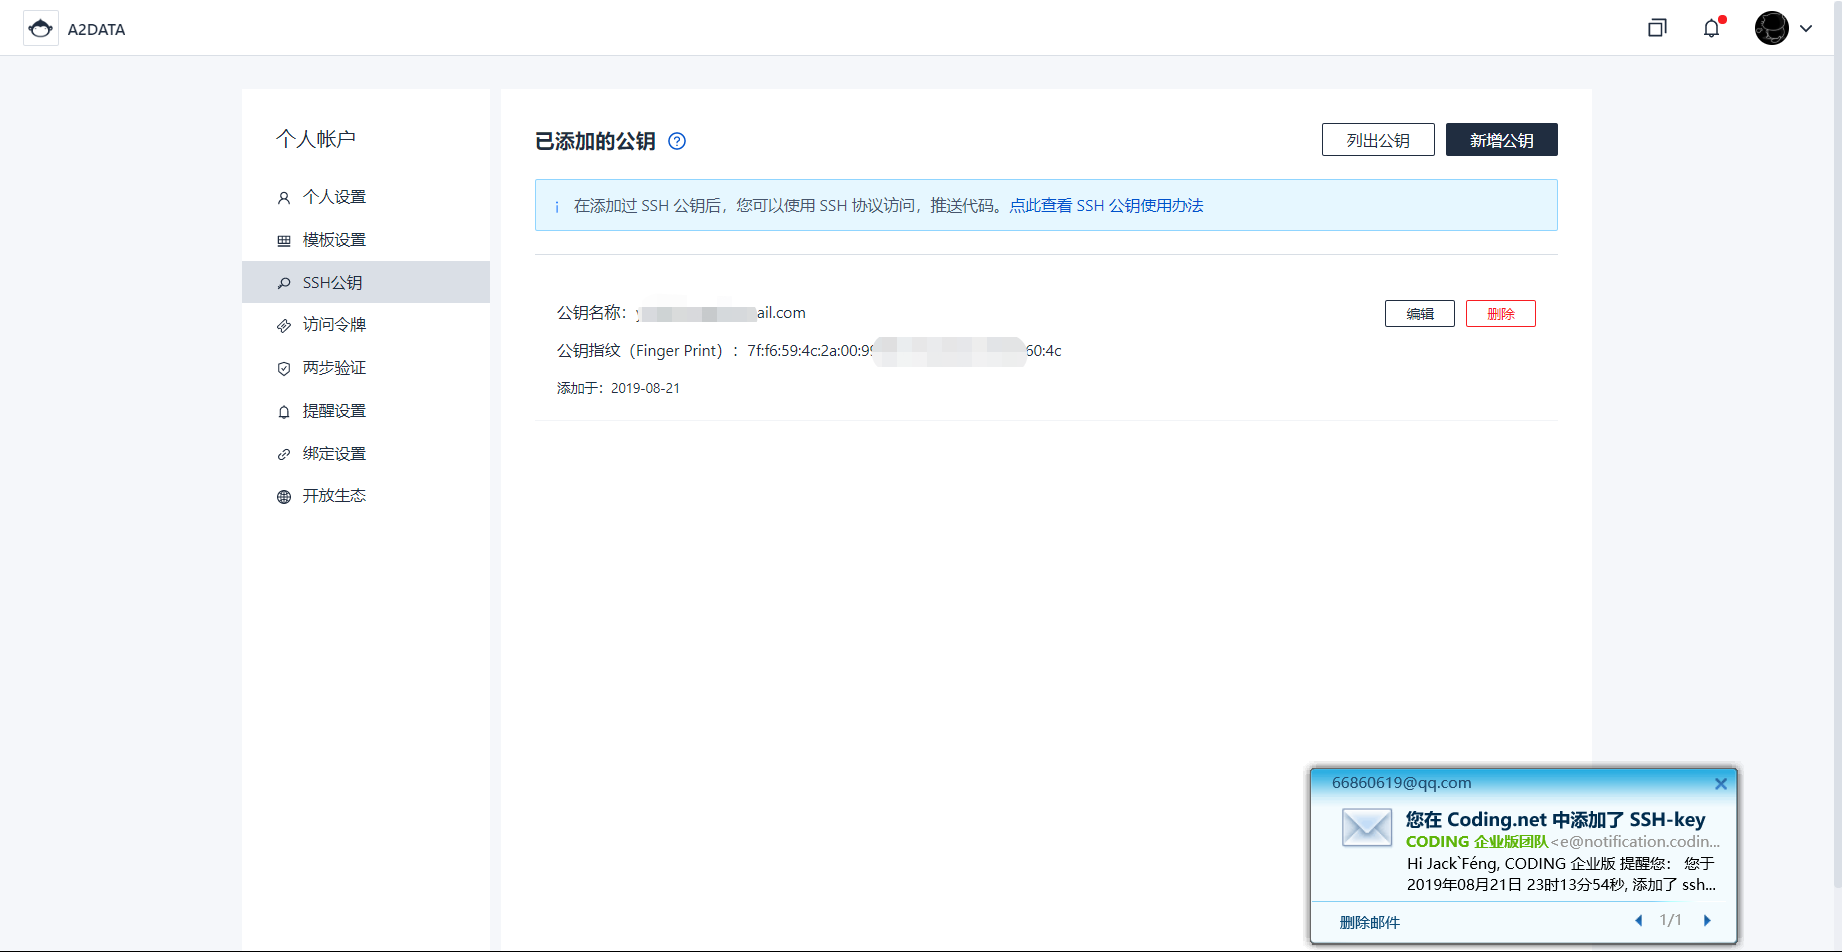 A2DATA
个人帐户
个人设置
模板设置
SSH公钥
访问令牌
两步验证
提醒设置
绑定设置
开放生态
已添加的公钥
列出公钥
新增公钥
在添加过 SSH 公钥后，您可以使用 SSH 协议访问，推送代码。点此查看 SSH 公钥使用办法
公钥名称： ail.com
编辑
删除
公钥指纹（Finger Print）： 7f:f6:59:4c:2a:00:99 60:4c
添加于：2019-08-21
66860619@qq.com
您在 Coding.net 中添加了 SSH-key
CODING 企业版团队<e@notification.codin...
Hi Jack`Féng, CODING 企业版 提醒您： 您于
2019年08月21日 23时13分54秒, 添加了 ssh...
删除邮件
1/1